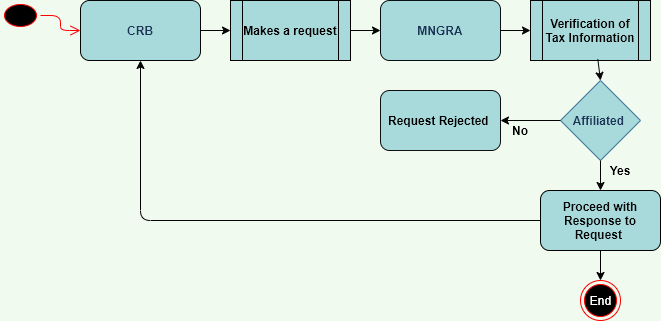 CRB
Makes a request
MNGRA
Verification of
Tax Information
Request Rejected
No
Affiliated
Yes
Proceed with
Response to
Request
End